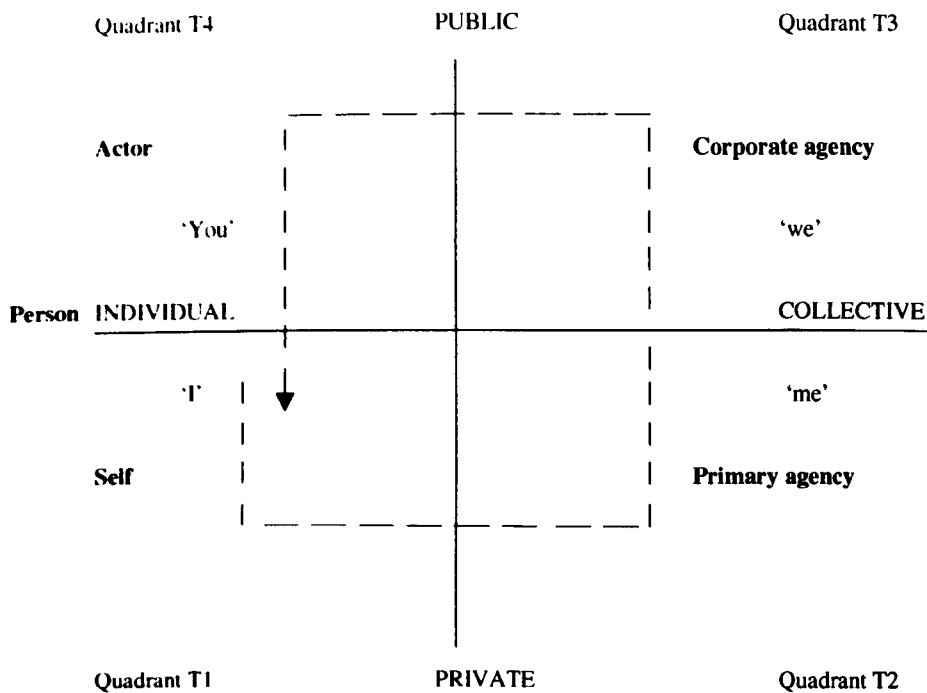 Quadrant T4 PUBLIC Quadrant T3
Actor Corporate agency
'You' 'we'
Person INDIVIDUAL COLLECTIVE
'I' 'me'
Self Primary agency
Quadrant T1 PRIVATE Quadrant T2